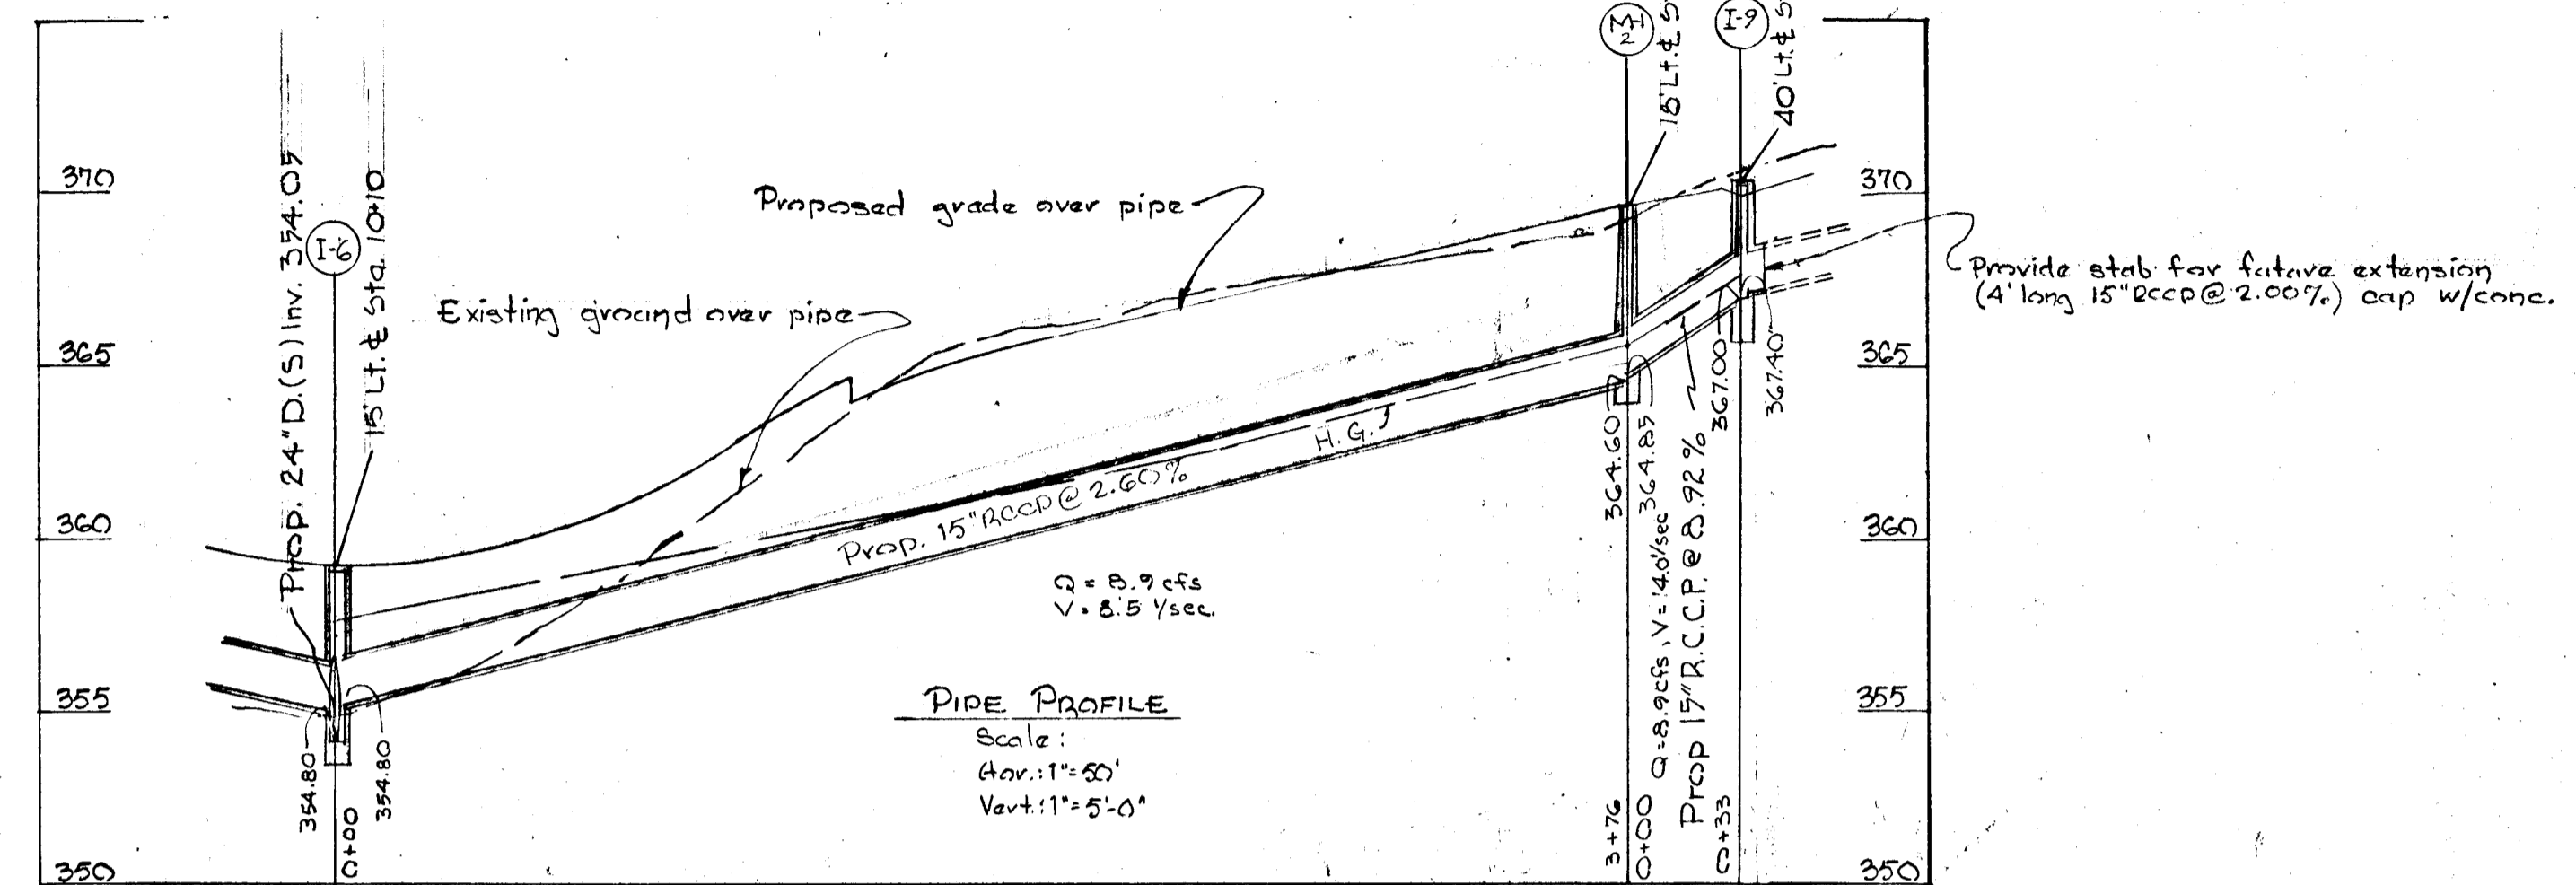 370
365
360
355
350
Prop. 24"D.(S) Inv. 354.05
I-6
15' Lt. ℄ Sta. 10+10
Existing ground over pipe
Proposed grade over pipe
Prop. 15" RCCP @ 2.60%
H.G.
Q = 8.9 cfs
V = 8.5 '/sec.
PIPE PROFILE
Scale:
Hor.: 1"=50'
Vert.: 1"=5'-0"
354.80
0+00
354.80
MH
2
I-9
40' Lt. ℄
364.60
364.85
367.00
367.40
3+76
0+00
Q=8.9cfs, V=14.0'/sec
Prop 15" R.C.C.P. @ 8.92%
0+33
370
365
360
355
350
Provide stub for future extension
(4' long 15" RCCP @ 2.00%) cap w/conc.